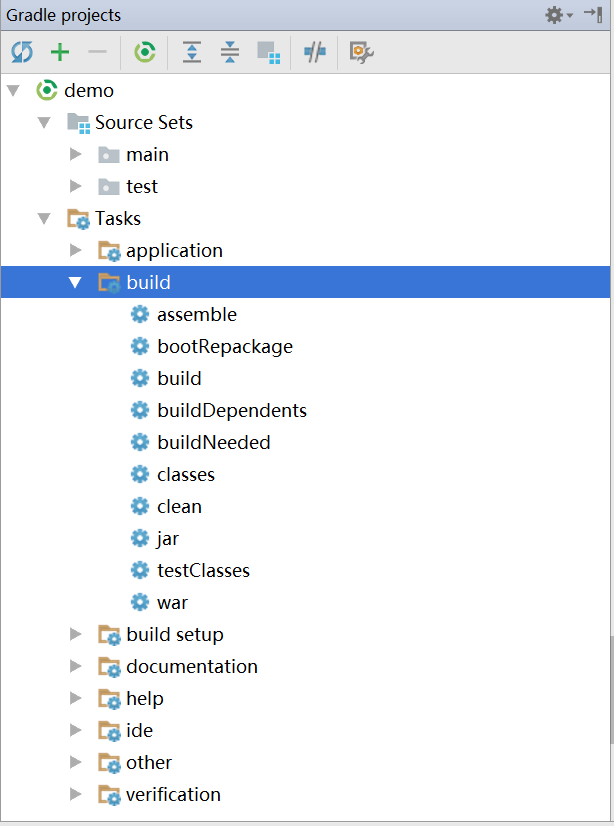 Gradle projects
demo
Source Sets
main
test
Tasks
application
build
assemble
bootRepackage
build
buildDependents
buildNeeded
classes
clean
jar
testClasses
war
build setup
documentation
help
ide
other
verification